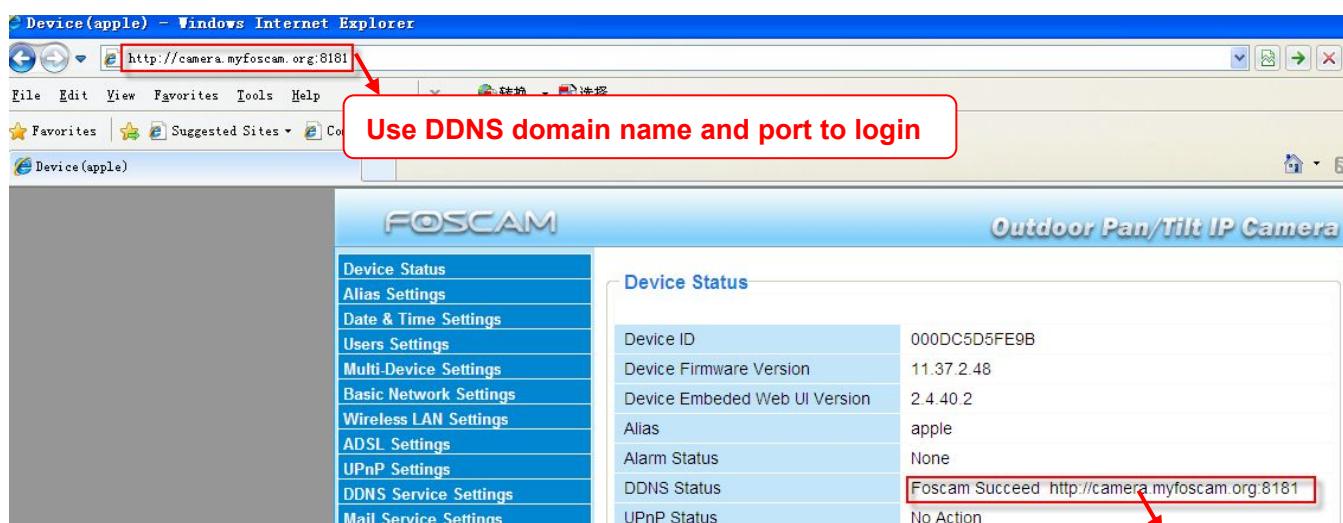 Device(apple) - Windows Internet Explorer
http://camera.myfoscam.org:8181
File Edit View Favorites Tools Help
转换 选择
Use DDNS domain name and port to login
Favorites Suggested Sites
Device(apple)
FOSCAM
Outdoor Pan/Tilt IP Camera
Device Status
Alias Settings
Date & Time Settings
Users Settings
Multi-Device Settings
Basic Network Settings
Wireless LAN Settings
ADSL Settings
UPnP Settings
DDNS Service Settings
Mail Service Settings
Device Status
Device ID 000DC5D5FE9B
Device Firmware Version 11.37.2.48
Device Embeded Web UI Version 2.4.40.2
Alias apple
Alarm Status None
DDNS Status Foscam Succeed http://camera.myfoscam.org:8181
UPnP Status No Action